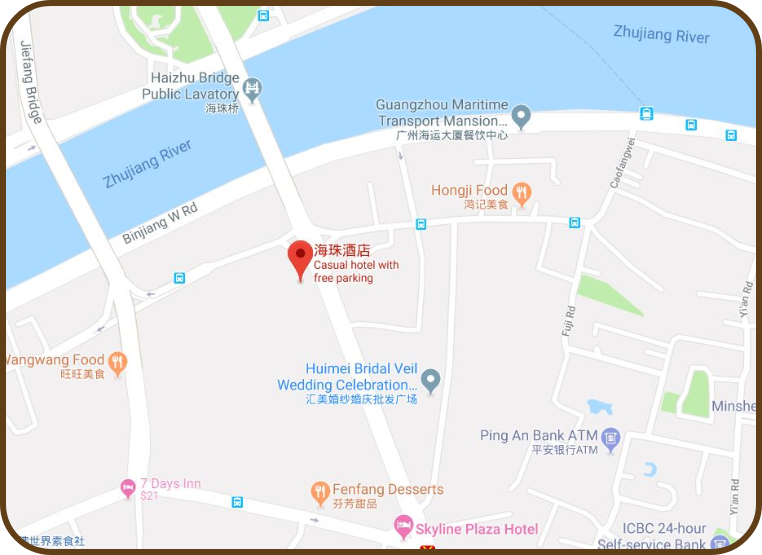 Zhujiang River
Jiefang Bridge
Haizhu Bridge
Public Lavatory
海珠桥
Guangzhou Maritime
Transport Mansion...
广州海运大厦餐饮中心
Zhujiang River
Caofangwei
Hongji Food
鸿记美食
Binjiang W Rd
海珠酒店
Casual hotel with
free parking
Yi'an Rd
Fuji Rd
Wangwang Food
旺旺美食
Huimei Bridal Veil
Wedding Celebration...
汇美婚纱婚庆批发广场
Minshe
Ping An Bank ATM
平安银行ATM
7 Days Inn
$21
Fenfang Desserts
芬芳甜品
Yi'an Rd
Skyline Plaza Hotel
ICBC 24-hour
Self-service Bank
世界素食社